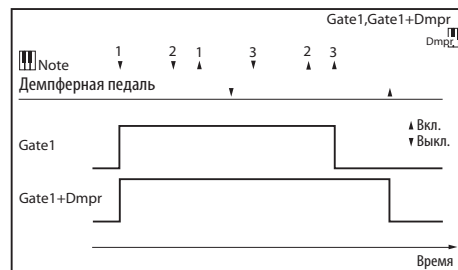 Gate1,Gate1+Dmpr
Dmpr
1 2 1 3 2 3
Note
Демпферная педаль
▲ Вкл.
▼ Выкл.
Gate1
Gate1+Dmpr
Время